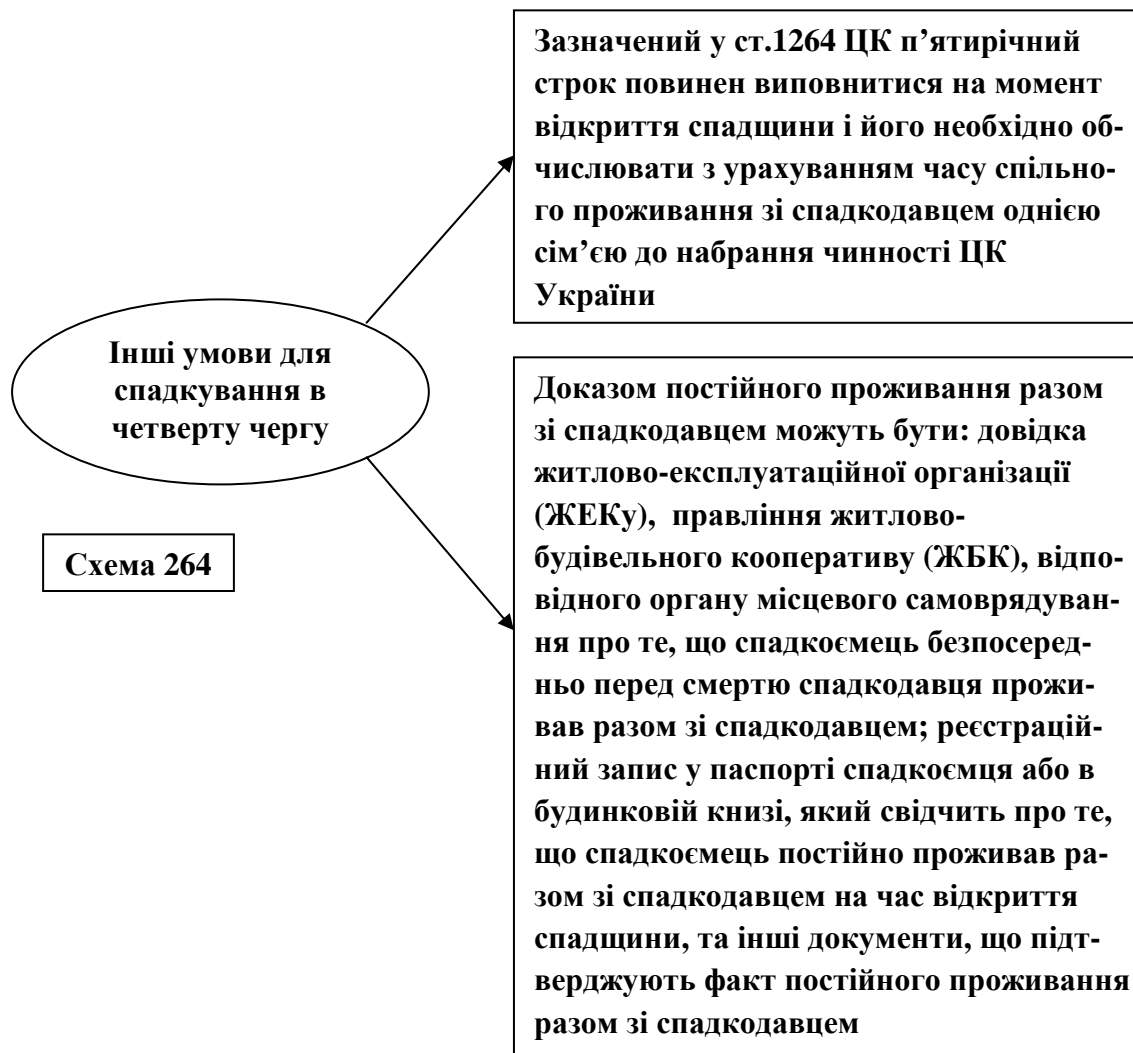 Зазначений у ст.1264 ЦК п’ятирічний
строк повинен виповнитися на момент
відкриття спадщини і його необхідно об-
числювати з урахуванням часу спільно-
го проживання зі спадкодавцем однією
сім’єю до набрання чинності ЦК
України
Інші умови для
спадкування в
четверту чергу
Схема 264
Доказом постійного проживання разом
зі спадкодавцем можуть бути: довідка
житлово-експлуатаційної організації
(ЖЕКу), правління житлово-
будівельного кооперативу (ЖБК), відпо-
відного органу місцевого самоврядуван-
ня про те, що спадкоємець безпосеред-
ньо перед смертю спадкодавця прожи-
вав разом зі спадкодавцем; реєстрацій-
ний запис у паспорті спадкоємця або в
будинковій книзі, який свідчить про те,
що спадкоємець постійно проживав ра-
зом зі спадкодавцем на час відкриття
спадщини, та інші документи, що підт-
верджують факт постійного проживання
разом зі спадкодавцем